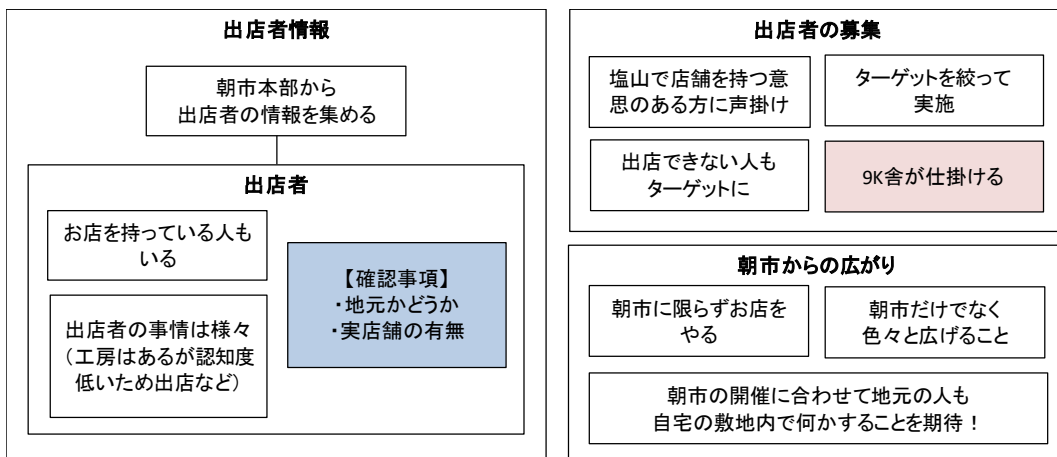 出店者情報
朝市本部から
出店者の情報を集める
出店者
お店を持っている人も
いる
出店者の事情は様々
（工房はあるが認知度
低いため出店など）
【確認事項】
・地元かどうか
・実店舗の有無
出店者の募集
塩山で店舗を持つ意
思のある方に声掛け
ターゲットを絞って
実施
出店できない人も
ターゲットに
9K舎が仕掛ける
朝市からの広がり
朝市に限らずお店を
やる
朝市だけでなく
色々と広げること
朝市の開催に合わせて地元の人も
自宅の敷地内で何かすることを期待！